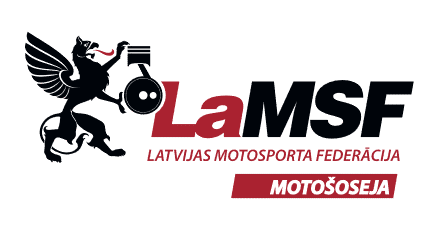 LaMSF
LATVIJAS MOTOSPORTA FEDERĀCIJA
MOTOŠOSEJA